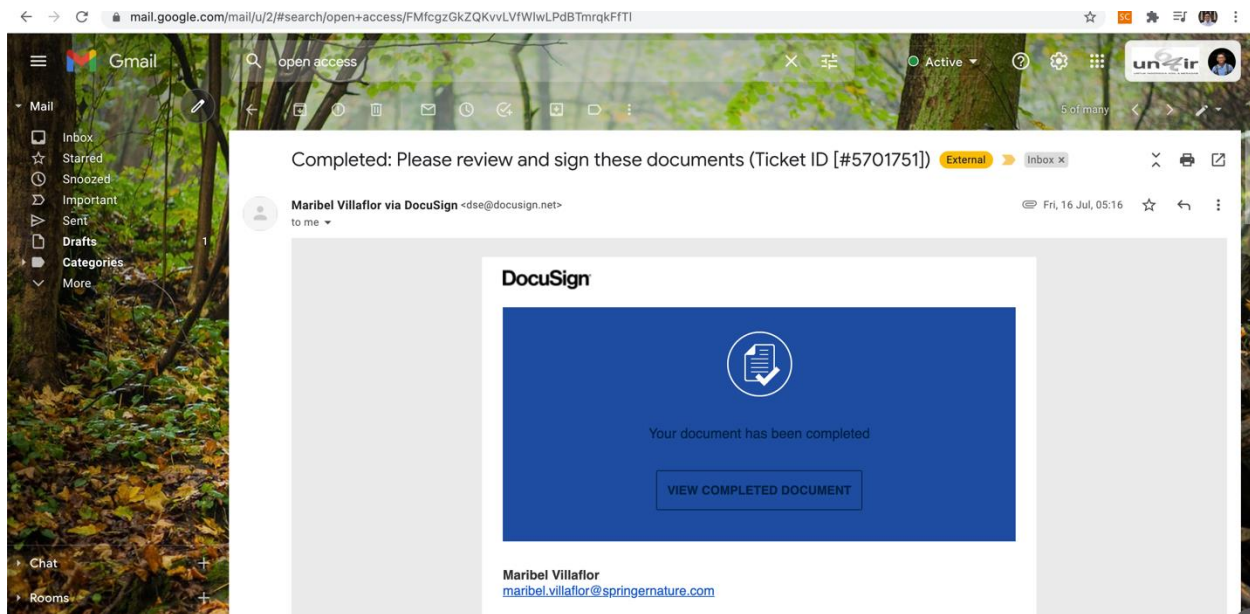 mail.google.com/mail/u/2/#search/open+access/FMfcgzGkZQKvvLVfWIwLPdBTmrqkFfTl
SC
Gmail
open access
Active
un4ir
Mail
5 of many
Inbox
Starred
Snoozed
Important
Sent
Drafts 1
Categories
More
Completed: Please review and sign these documents (Ticket ID [#5701751]) External Inbox ×
Maribel Villaflor via DocuSign <dse@docusign.net>
Fri, 16 Jul, 05:16
to me
DocuSign
Your document has been completed
VIEW COMPLETED DOCUMENT
Maribel Villaflor
maribel.villaflor@springernature.com
Chat
Rooms